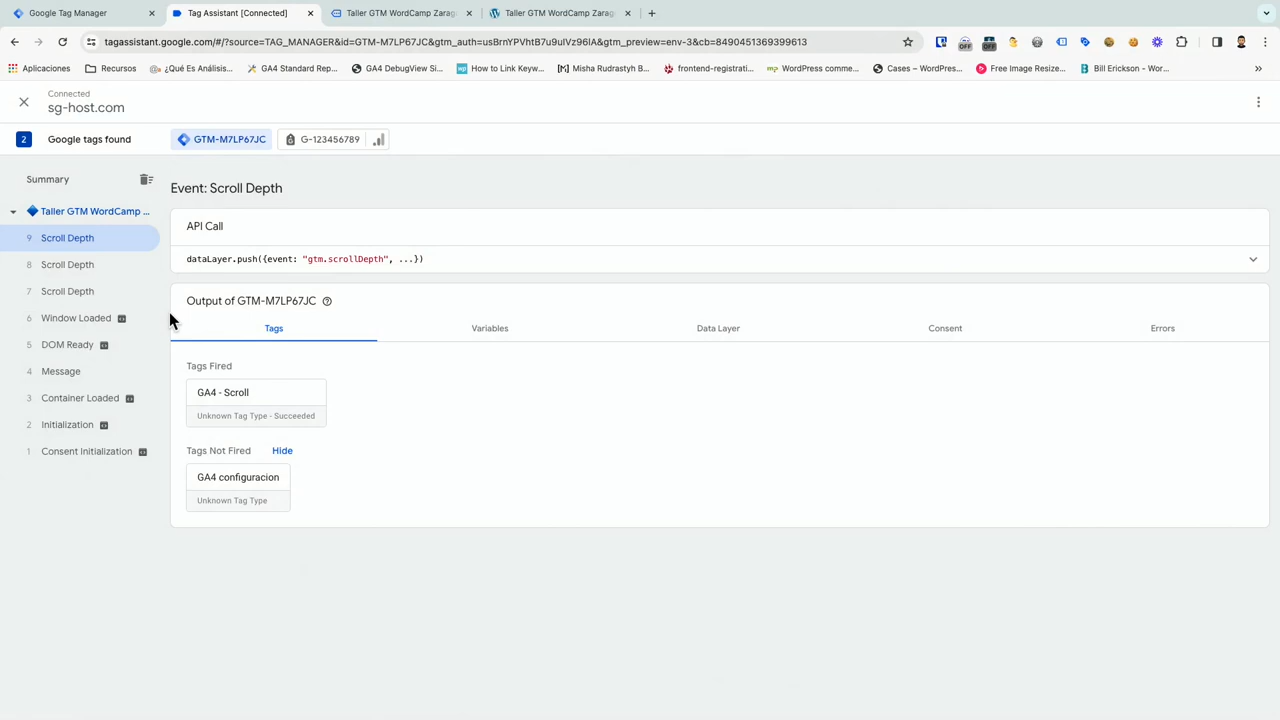 Google Tag Manager
Tag Assistant [Connected]
Taller GTM WordCamp Zarag
Taller GTM WordCamp Zarag
tagassistant.google.com/#/?source=TAG_MANAGER&id=GTM-M7LP67JC&gtm_auth=usBrnYPVhtB7u9uIVz96lA&gtm_preview=env-3&cb=8490451369399613
OFF
OFF
Aplicaciones
Recursos
¿Qué Es Análisis...
GA4 Standard Rep...
GA4 DebugView Si...
How to Link Keyw...
Misha Rudrastyh B...
frontend-registrati...
WordPress comme...
Cases – WordPres...
Free Image Resize...
Bill Erickson - Wor...
Connected
sg-host.com
2
Google tags found
GTM-M7LP67JC
G-123456789
Summary
Taller GTM WordCamp ...
9 Scroll Depth
8 Scroll Depth
7 Scroll Depth
6 Window Loaded
5 DOM Ready
4 Message
3 Container Loaded
2 Initialization
1 Consent Initialization
Event: Scroll Depth
API Call
dataLayer.push({event: "gtm.scrollDepth", ...})
Output of GTM-M7LP67JC
Tags
Variables
Data Layer
Consent
Errors
Tags Fired
GA4 - Scroll
Unknown Tag Type - Succeeded
Tags Not Fired
Hide
GA4 configuracion
Unknown Tag Type